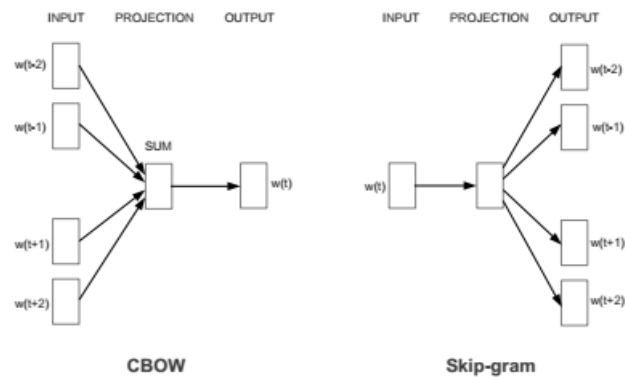 INPUT PROJECTION OUTPUT
w(t-2)
w(t-1)
SUM
w(t)
w(t+1)
w(t+2)
CBOW
INPUT PROJECTION OUTPUT
w(t-2)
w(t-1)
w(t)
w(t+1)
w(t+2)
Skip-gram